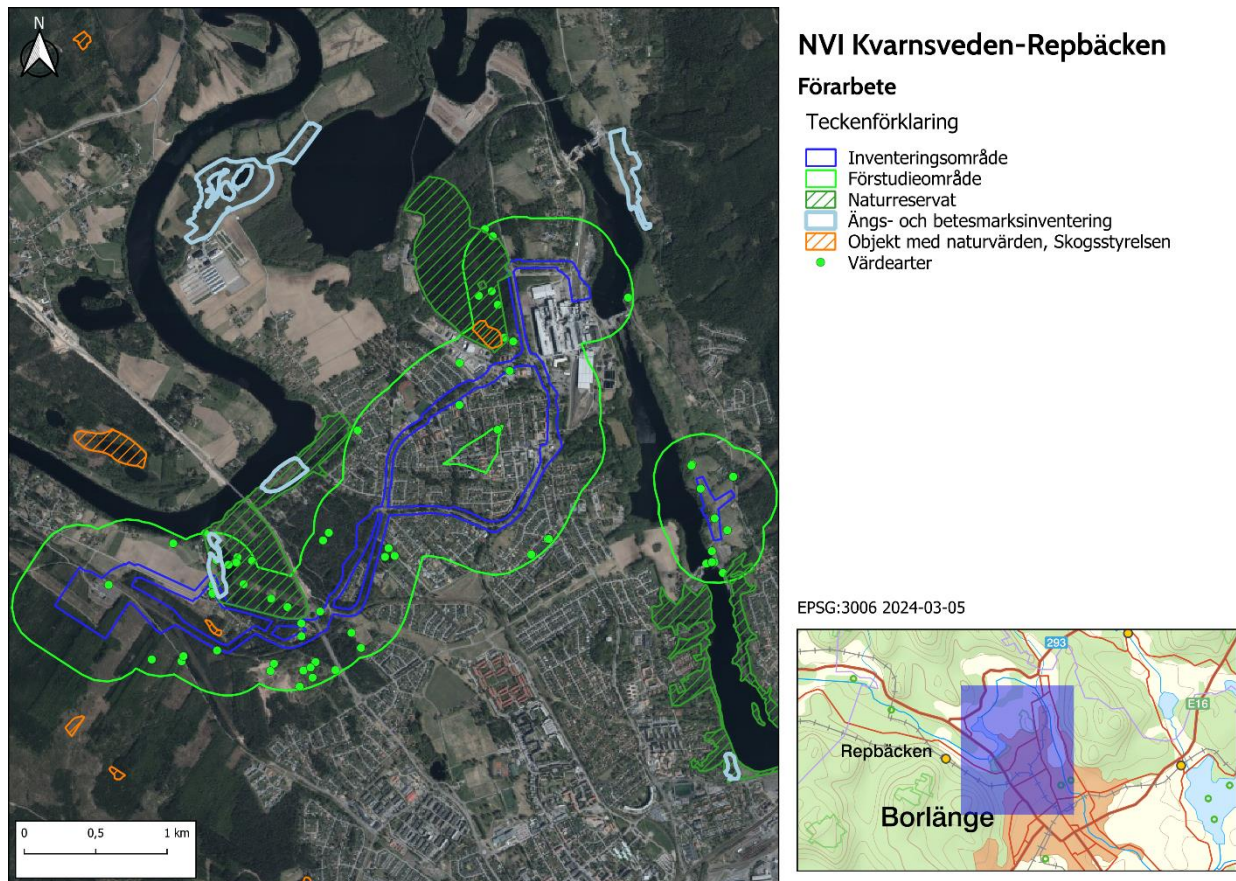 N
0
0,5
1 km
NVI Kvarnsveden-Repbäcken
Förarbete
Teckenförklaring
Inventeringsområde
Förstudieområde
Naturreservat
Ängs- och betesmarksinventering
Objekt med naturvärden, Skogsstyrelsen
Värdearter
EPSG:3006 2024-03-05
293
E16
Repbäcken
Borlänge